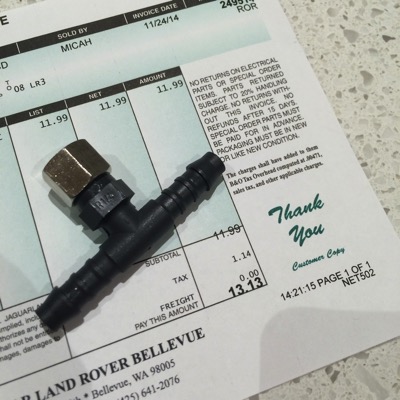 SOLD BY
INVOICE DATE
MICAH
11/24/14
ROR
'08 LR3
LIST
NET
AMOUNT
11.99
11.99
11.99
NO RETURNS ON ELECTRICAL
PARTS OR SPECIAL ORDER
ITEMS. PARTS RETURNED
SUBJECT TO 20% HANDLING
CHARGE. NO RETURNS WITH-
OUT THIS INVOICE. NO
REFUNDS AFTER 15 DAYS.
SPECIAL ORDER PARTS MUST
BE PAID FOR IN ADVANCE.
PACKAGING MUST BE IN NEW
OR LIKE NEW CONDITION.
The charges shall have added to them
B&O Tax Overhead computed at .00471,
sales tax, and other applicable charges.
Thank
You
Customer Copy
11.99
SUBTOTAL
1.14
TAX
0.00
FREIGHT
13.13
PAY THIS AMOUNT
14:21:15 PAGE 1 OF 1
NET502
LAND ROVER BELLEVUE
Bellevue, WA 98005
(425) 641-2076